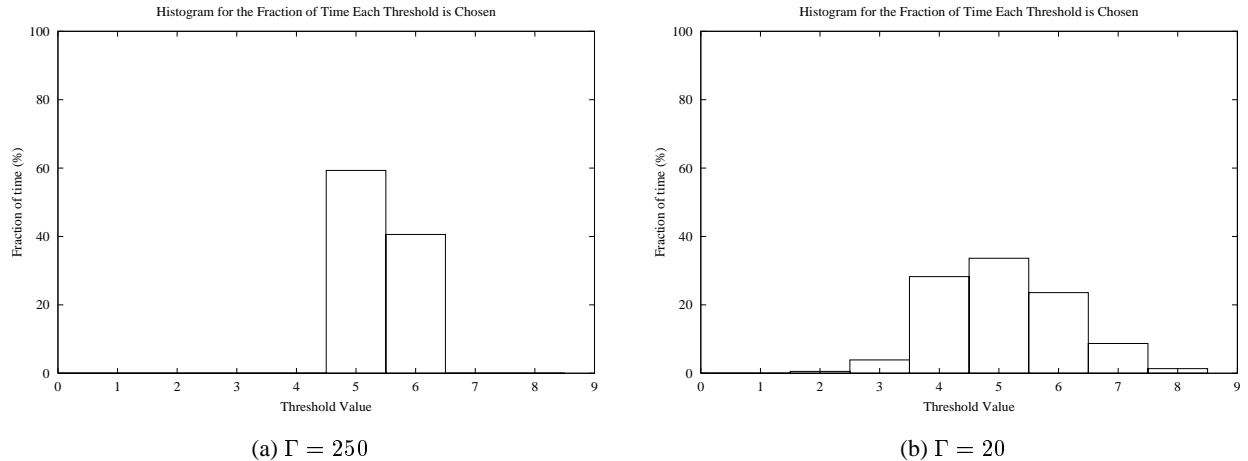 Histogram for the Fraction of Time Each Threshold is Chosen
100
80
60
40
20
0
Fraction of time (%)
0 1 2 3 4 5 6 7 8 9
Threshold Value
(a) Γ = 250
Histogram for the Fraction of Time Each Threshold is Chosen
100
80
60
40
20
0
Fraction of time (%)
0 1 2 3 4 5 6 7 8 9
Threshold Value
(b) Γ = 20